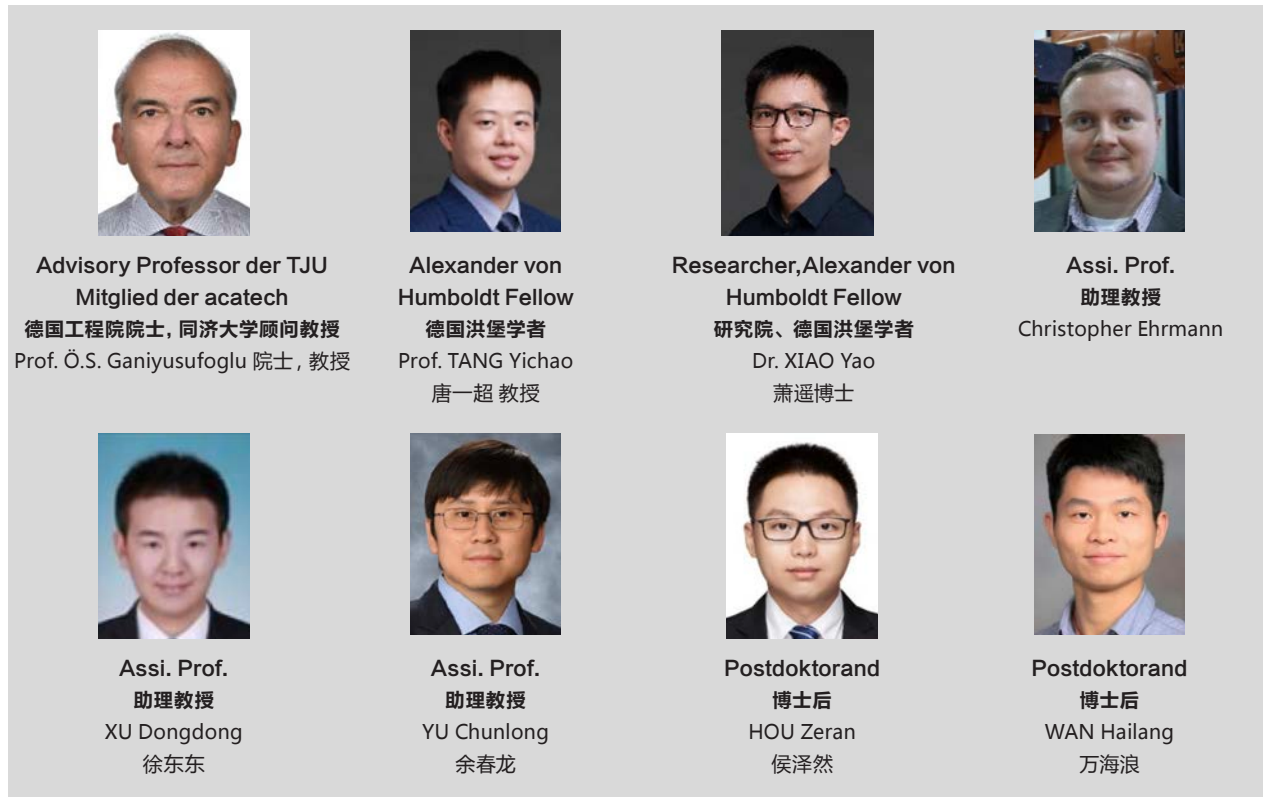 Advisory Professor der TJU
Mitglied der acatech
德国工程院院士, 同济大学顾问教授
Prof. Ö.S. Ganiyusufoglu 院士, 教授
Alexander von
Humboldt Fellow
德国洪堡学者
Prof. TANG Yichao
唐一超 教授
Researcher,Alexander von
Humboldt Fellow
研究院、德国洪堡学者
Dr. XIAO Yao
萧遥博士
Assi. Prof.
助理教授
Christopher Ehrmann
Assi. Prof.
助理教授
XU Dongdong
徐东东
Assi. Prof.
助理教授
YU Chunlong
余春龙
Postdoktorand
博士后
HOU Zeran
侯泽然
Postdoktorand
博士后
WAN Hailang
万海浪